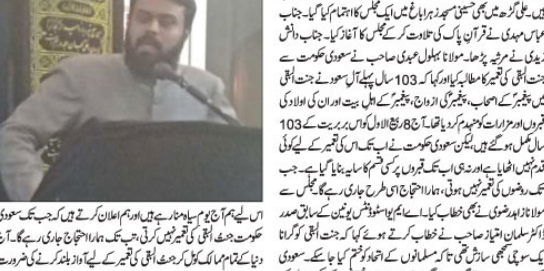 ہیں۔ علی گڑھ میں بھی حسینی مسجد زہرا باغ میں ایک مجلس کا اہتمام کیا گیا۔ جناب
عباس مہدی نے قرآن پاک کی تلاوت کر کے مجلس کا آغاز کیا۔ جناب دانش
زیدی نے مرثیہ پڑھا۔ مولانا بہلول عبدی صاحب نے سعودی حکومت سے
جنت البقی کی تعمیر کا مطالبہ کیا اور کہا کہ 103 سال پہلے آل سعود نے جنت البقی
میں پیغمبرؐ کے اصحاب، پیغمبرؐ کی ازواج، پیغمبرؐ کے اہل بیت اور ان کی اولاد کی
قبروں اور مزارات کو منہدم کر دیا تھا۔ آج 8 ربیع الاول کو اس بربریت کے 103
سال مکمل ہو گئے ہیں لیکن سعودی حکومت نے اب تک اس کی تعمیر کے لیے کوئی
قدم نہیں اٹھایا ہے اور نہ ہی اب تک قبروں پر کسی قسم کا سایہ بنایا گیا ہے۔ جب
تک روضوں کی تعمیر نہیں ہوتی، ہمارا احتجاج اسی طرح جاری رہے گا۔ مجلس سے
مولانا زاہد رضوی نے بھی خطاب کیا۔ اے ایم یو اسٹوڈنٹس یونین کے سابق صدر
ڈاکٹر سلمان امتیاز صاحب نے خطاب کرتے ہوئے کہا کہ جنت البقی کو گرانا
ایک سوچی سمجھی سازش تھی تاکہ مسلمانوں کے اتحاد کو ختم کیا جا سکے۔ سعودی
اس لیے ہم آج یوم سیاہ منا رہے ہیں اور ہم اعلان کرتے ہیں کہ جب تک سعودی
حکومت جنت البقی کی تعمیر نہیں کرتی، تب تک ہمارا احتجاج جاری رہے گا۔ آج
دنیا کے تمام ممالک کو مل کر جنت البقی کی تعمیر کے لیے آواز بلند کرنے کی ضرورت